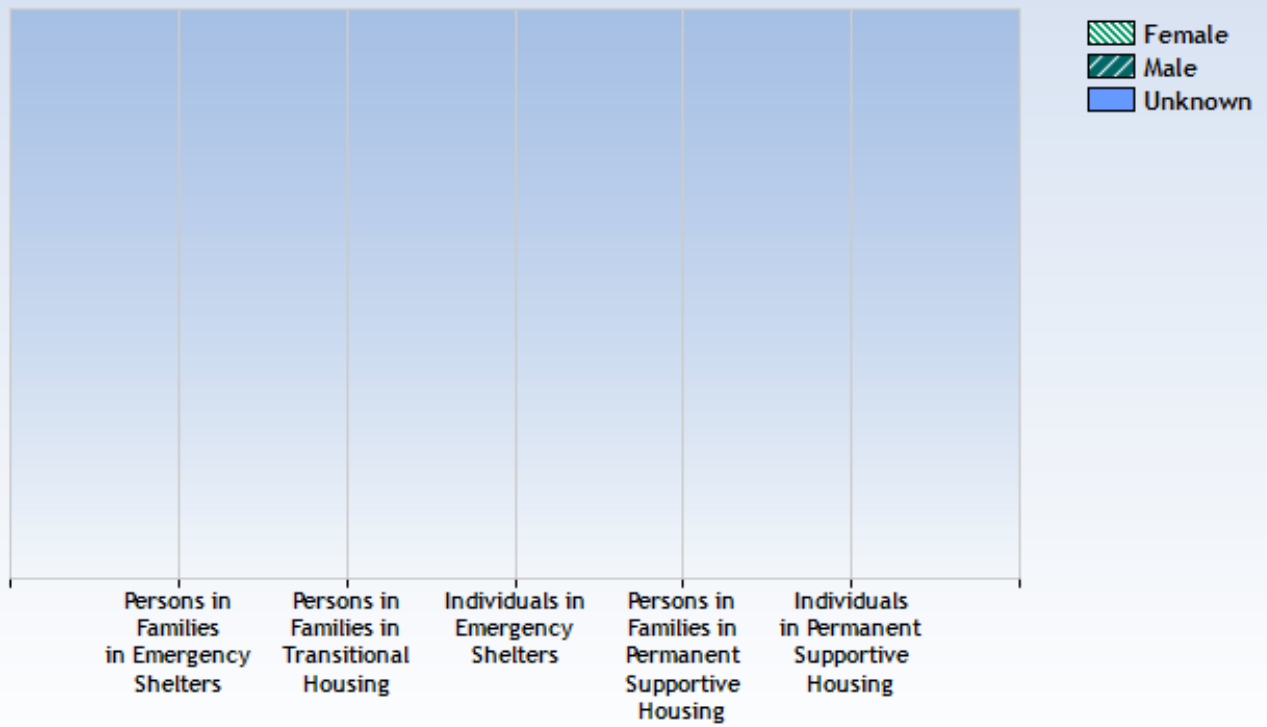 Female
Male
Unknown
Persons in
Families
in Emergency
Shelters
Persons in
Families in
Transitional
Housing
Individuals in
Emergency
Shelters
Persons in
Families in
Permanent
Supportive
Housing
Individuals
in Permanent
Supportive
Housing